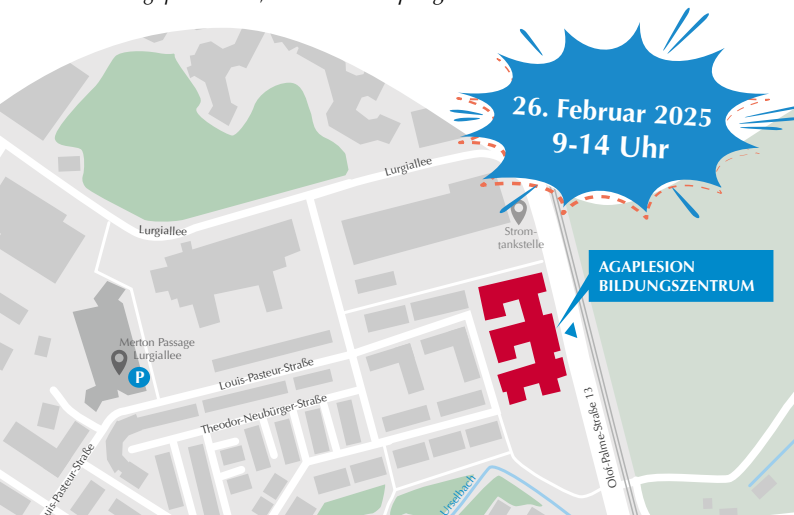 26. Februar 2025
9-14 Uhr
Lurgiallee
Lurgiallee
Strom-
tankstelle
AGAPLESION
BILDUNGSZENTRUM
Merton Passage
Lurgiallee
P
Louis-Pasteur-Straße
Theodor-Neubürger-Straße
Olof-Palme-Straße 13
uis-Pasteur-Straße
Urselbach